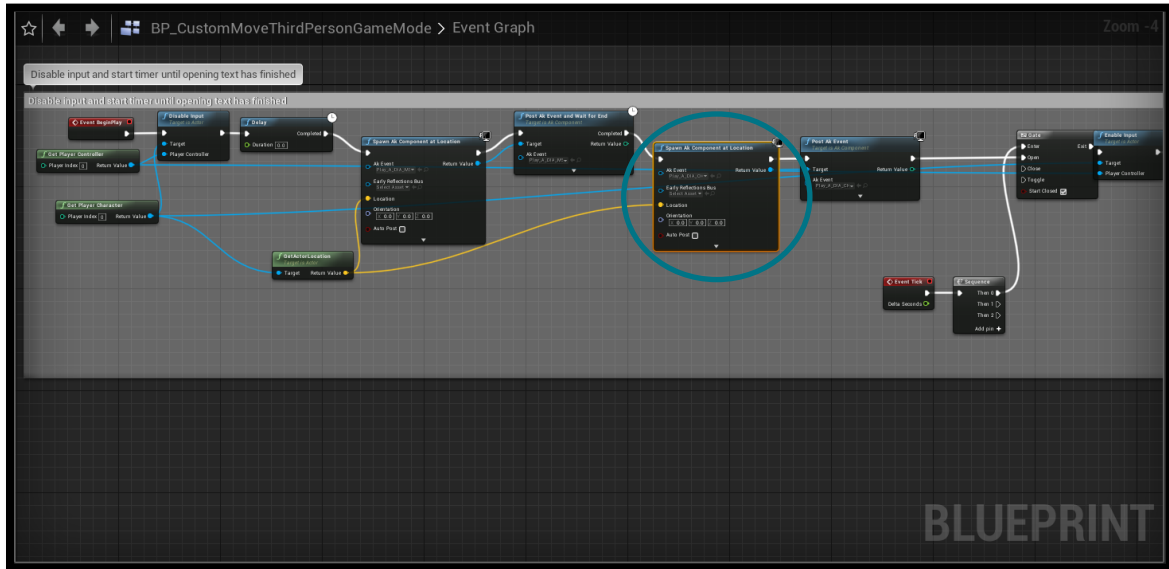 BP_CustomMoveThirdPersonGameMode > Event Graph
Zoom -4
Disable input and start timer until opening text has finished
Disable input and start timer until opening text has finished
Event BeginPlay
Disable Input
Target is Actor
Target
Player Controller
Delay
Completed
Duration 0.0
Get Player Controller
Player Index 0 Return Value
Get Player Character
Player Index 0 Return Value
GetActorLocation
Target is Actor
Target Return Value
Spawn Ak Component at Location
Ak Event Return Value
Early Reflections Bus
Select Asset
Location
Orientation
X 0.0 Y 0.0 Z 0.0
Auto Post
Post Ak Event and Wait for End
Target is Ak Component
Completed
Target Return Value
Ak Event
Spawn Ak Component at Location
Ak Event Return Value
Early Reflections Bus
Select Asset
Location
Orientation
X 0.0 Y 0.0 Z 0.0
Auto Post
Post Ak Event
Target is Ak Component
Target Return Value
Ak Event
Gate
Enter Exit
Open
Close
Toggle
Start Closed
Enable Input
Target is Actor
Target
Player Controller
Event Tick
Delta Seconds
Sequence
Then 0
Then 1
Then 2
Add pin +
BLUEPRINT